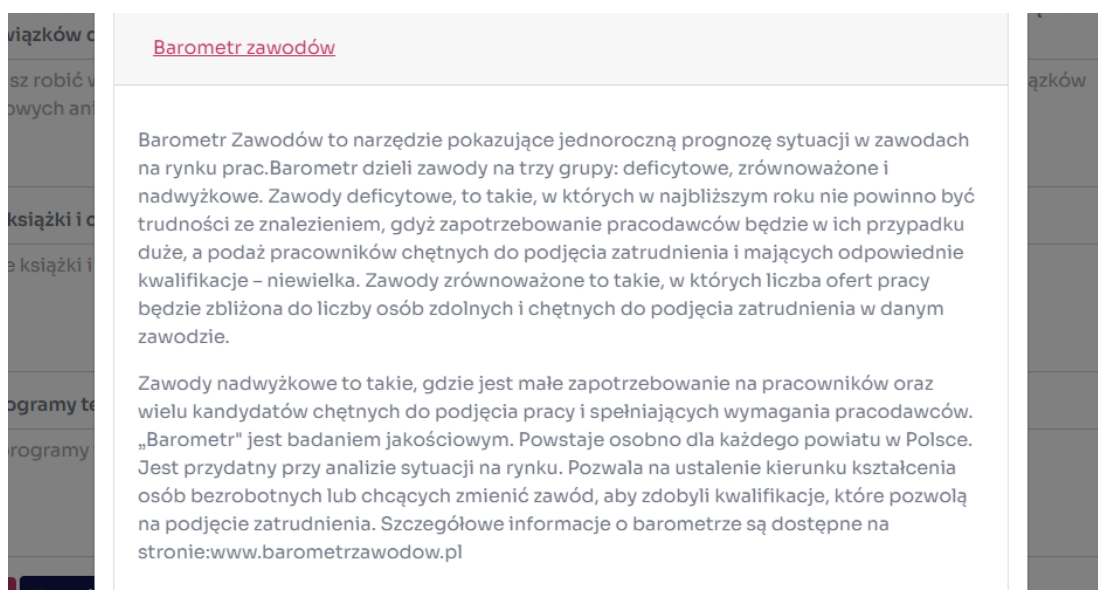 Barometr zawodów
Barometr Zawodów to narzędzie pokazujące jednoroczną prognozę sytuacji w zawodach
na rynku prac.Barometr dzieli zawody na trzy grupy: deficytowe, zrównoważone i
nadwyżkowe. Zawody deficytowe, to takie, w których w najbliższym roku nie powinno być
trudności ze znalezieniem, gdyż zapotrzebowanie pracodawców będzie w ich przypadku
duże, a podaż pracowników chętnych do podjęcia zatrudnienia i mających odpowiednie
kwalifikacje – niewielka. Zawody zrównoważone to takie, w których liczba ofert pracy
będzie zbliżona do liczby osób zdolnych i chętnych do podjęcia zatrudnienia w danym
zawodzie.
Zawody nadwyżkowe to takie, gdzie jest małe zapotrzebowanie na pracowników oraz
wielu kandydatów chętnych do podjęcia pracy i spełniających wymagania pracodawców.
„Barometr" jest badaniem jakościowym. Powstaje osobno dla każdego powiatu w Polsce.
Jest przydatny przy analizie sytuacji na rynku. Pozwala na ustalenie kierunku kształcenia
osób bezrobotnych lub chcących zmienić zawód, aby zdobyli kwalifikacje, które pozwolą
na podjęcie zatrudnienia. Szczegółowe informacje o barometrze są dostępne na
stronie:www.barometrzawodow.pl
książki i
książki i
programy